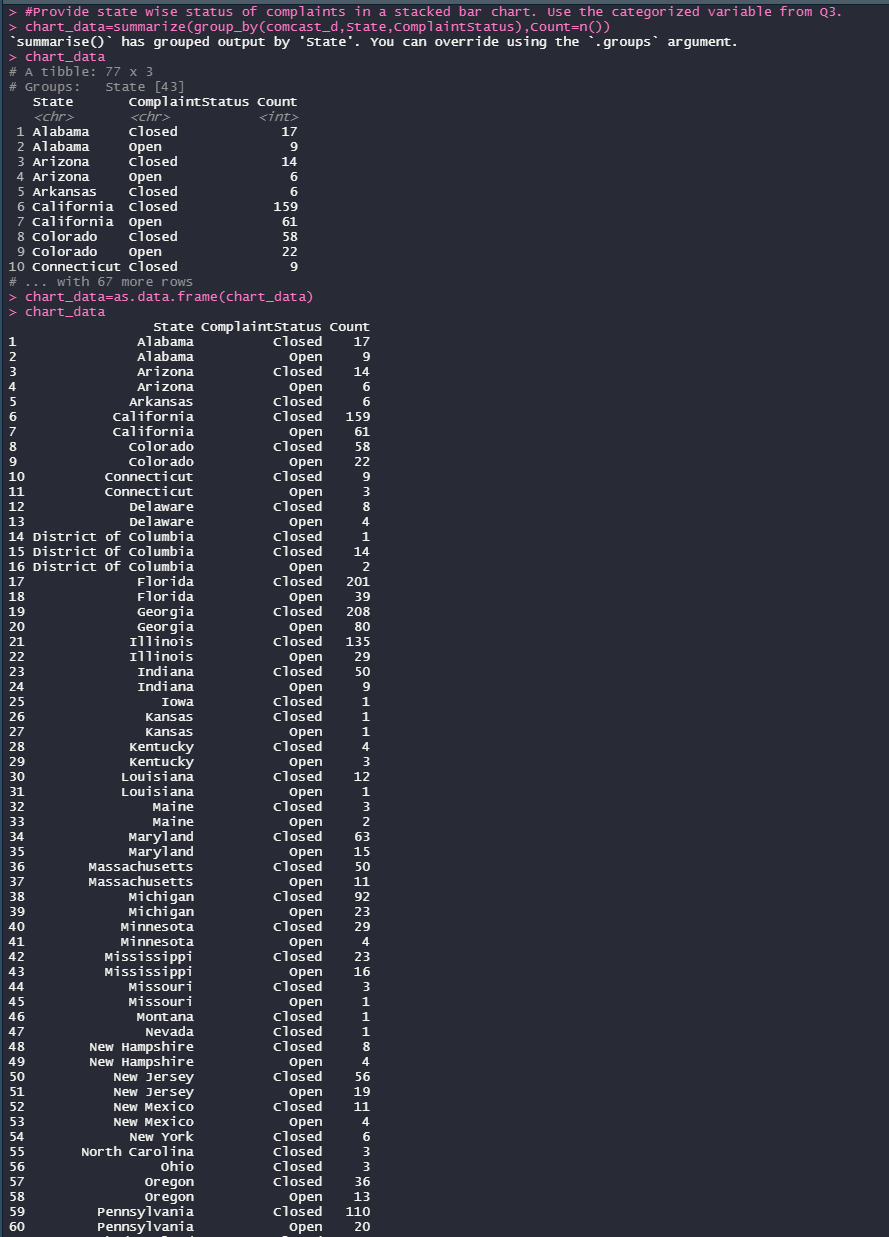 > #Provide state wise status of complaints in a stacked bar chart. Use the categorized variable from Q3.
> chart_data=summarize(group_by(comcast_d,State,ComplaintStatus),Count=n())
`summarise()` has grouped output by 'State'. You can override using the `.groups` argument.
> chart_data
# A tibble: 77 x 3
# Groups:   State [43]
   State       ComplaintStatus Count
   <chr>       <chr>           <int>
 1 Alabama     Closed             17
 2 Alabama     Open                9
 3 Arizona     Closed             14
 4 Arizona     Open                6
 5 Arkansas    Closed              6
 6 California  Closed            159
 7 California  Open               61
 8 Colorado    Closed             58
 9 Colorado    Open               22
10 Connecticut Closed              9
# ... with 67 more rows
> chart_data=as.data.frame(chart_data)
> chart_data
                  State ComplaintStatus Count
1               Alabama          Closed    17
2               Alabama            Open     9
3               Arizona          Closed    14
4               Arizona            Open     6
5              Arkansas          Closed     6
6            California          Closed   159
7            California            Open    61
8              Colorado          Closed    58
9              Colorado            Open    22
10          Connecticut          Closed     9
11          Connecticut            Open     3
12             Delaware          Closed     8
13             Delaware            Open     4
14 District of Columbia          Closed     1
15 District Of Columbia          Closed    14
16 District Of Columbia            Open     2
17              Florida          Closed   201
18              Florida            Open    39
19              Georgia          Closed   208
20              Georgia            Open    80
21             Illinois          Closed   135
22             Illinois            Open    29
23              Indiana          Closed    50
24              Indiana            Open     9
25                 Iowa          Closed     1
26               Kansas          Closed     1
27               Kansas            Open     1
28             Kentucky          Closed     4
29             Kentucky            Open     3
30            Louisiana          Closed    12
31            Louisiana            Open     1
32                Maine          Closed     3
33                Maine            Open     2
34             Maryland          Closed    63
35             Maryland            Open    15
36        Massachusetts          Closed    50
37        Massachusetts            Open    11
38             Michigan          Closed    92
39             Michigan            Open    23
40            Minnesota          Closed    29
41            Minnesota            Open     4
42          Mississippi          Closed    23
43          Mississippi            Open    16
44             Missouri          Closed     3
45             Missouri            Open     1
46              Montana          Closed     1
47               Nevada          Closed     1
48        New Hampshire          Closed     8
49        New Hampshire            Open     4
50           New Jersey          Closed    56
51           New Jersey            Open    19
52           New Mexico          Closed    11
53           New Mexico            Open     4
54             New York          Closed     6
55       North Carolina          Closed     3
56                 Ohio          Closed     3
57               Oregon          Closed    36
58               Oregon            Open    13
59         Pennsylvania          Closed   110
60         Pennsylvania            Open    20